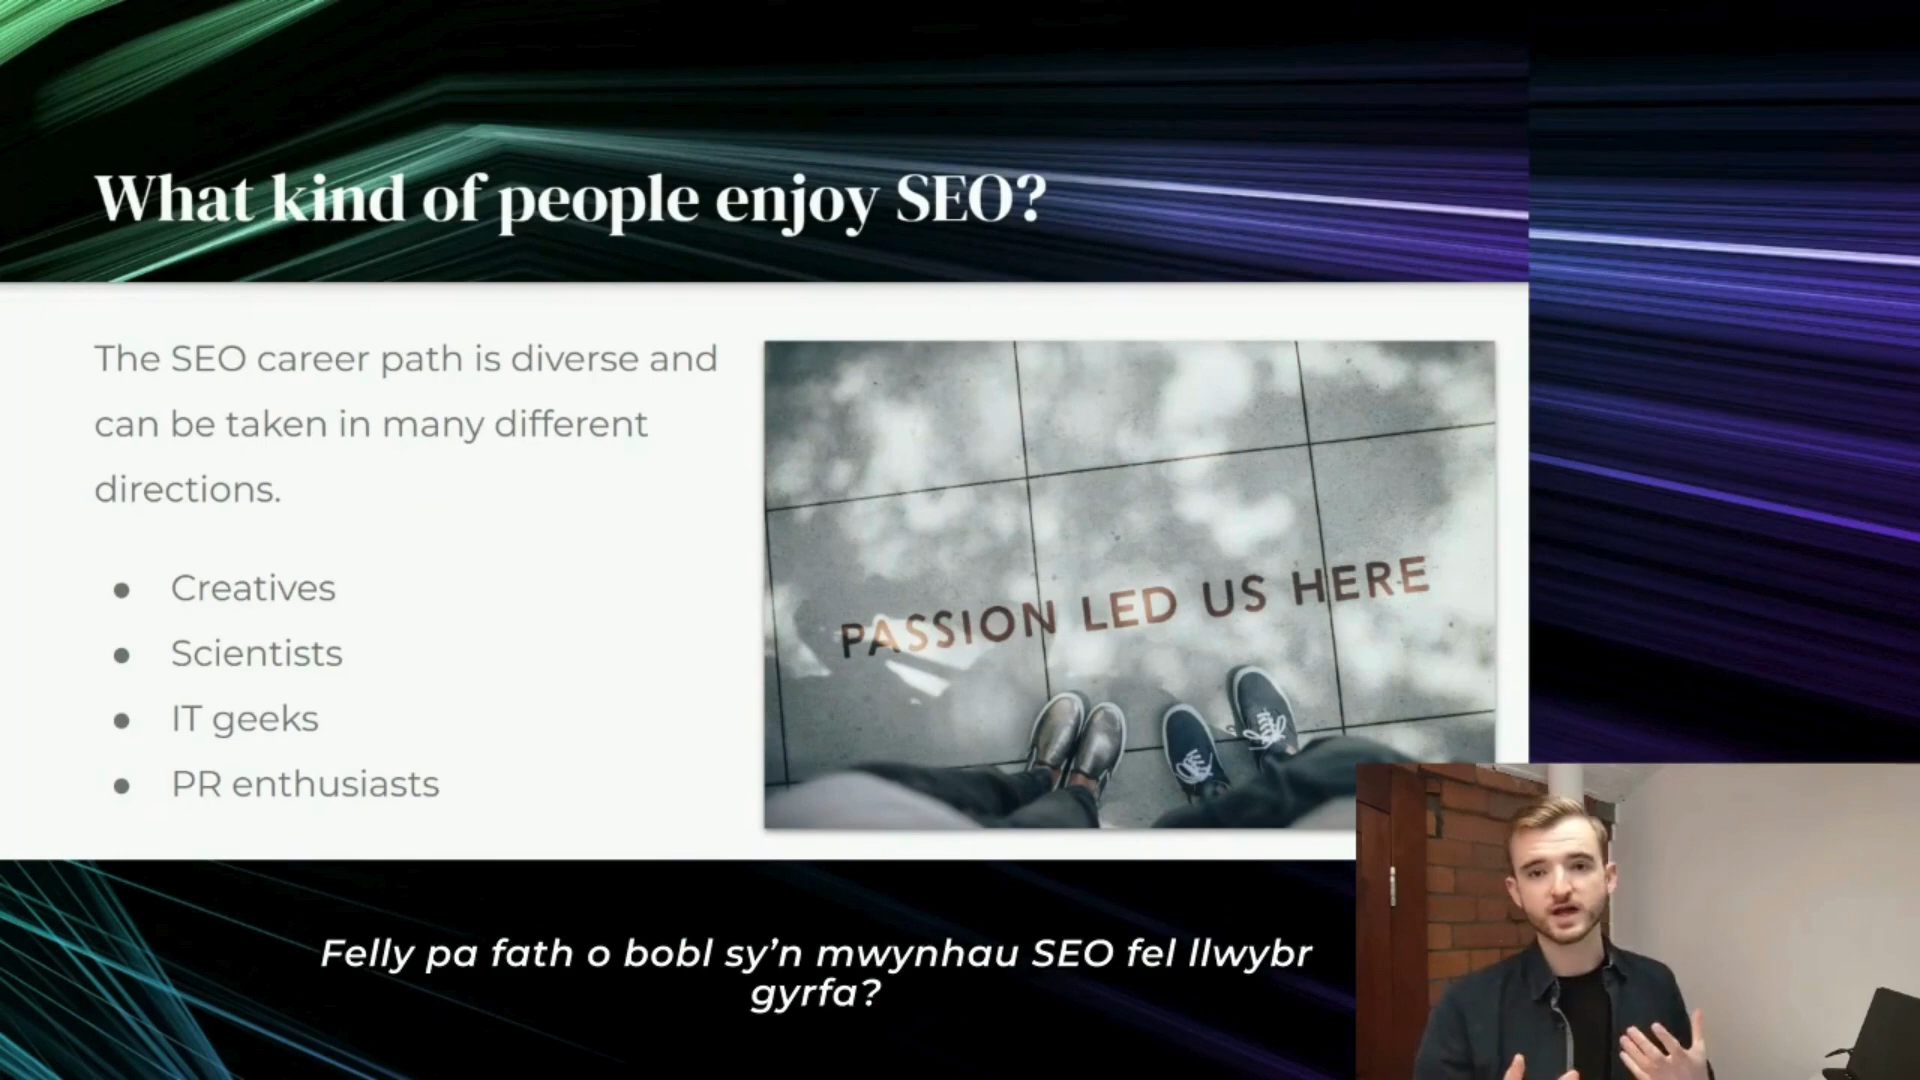 What kind of people enjoy SEO?
The SEO career path is diverse and
can be taken in many different
directions.
● Creatives
● Scientists
● IT geeks
● PR enthusiasts
PASSION LED US HERE
Felly pa fath o bobl sy’n mwynhau SEO fel llwybr
gyrfa?